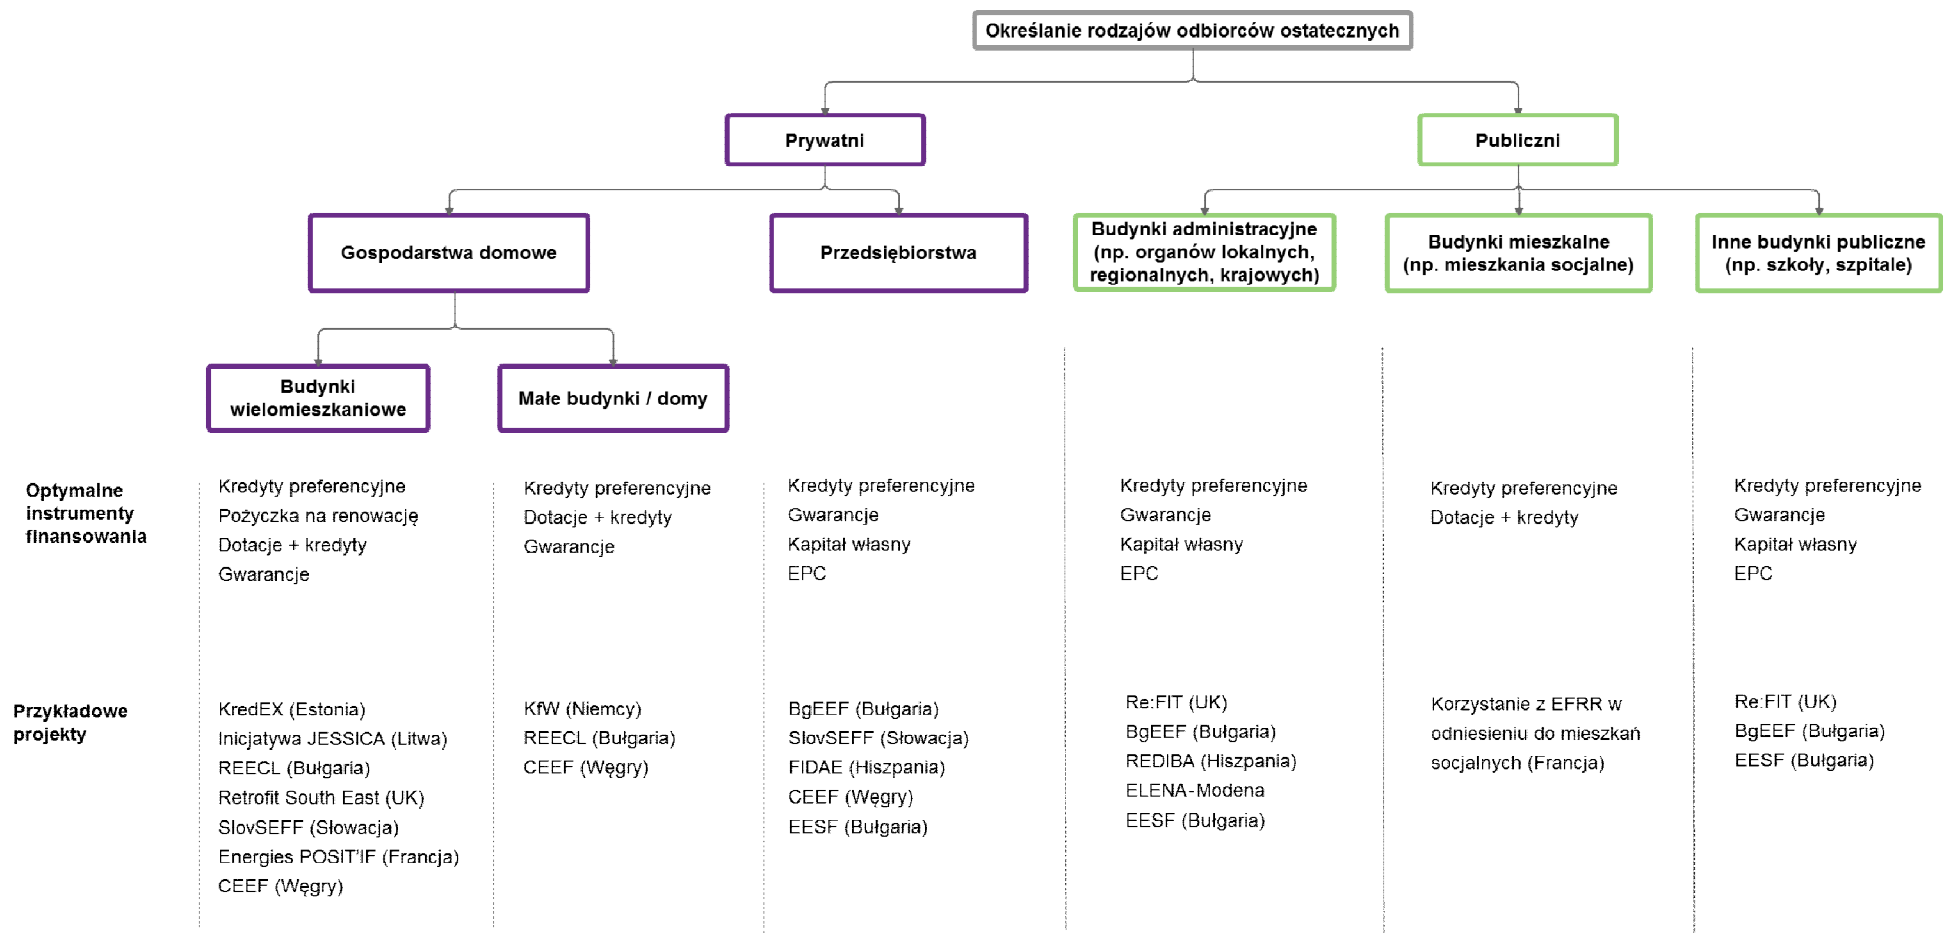 Określanie rodzajów odbiorców ostatecznych
Prywatni
Publiczni
Gospodarstwa domowe
Przedsiębiorstwa
Budynki administracyjne
(np. organów lokalnych,
regionalnych, krajowych)
Budynki mieszkalne
(np. mieszkania socjalne)
Inne budynki publiczne
(np. szkoły, szpitale)
Budynki
wielomieszkaniowe
Małe budynki / domy
Optymalne
instrumenty
finansowania
Kredyty preferencyjne
Pożyczka na renowację
Dotacje + kredyty
Gwarancje
Kredyty preferencyjne
Dotacje + kredyty
Gwarancje
Kredyty preferencyjne
Gwarancje
Kapitał własny
EPC
Kredyty preferencyjne
Gwarancje
Kapitał własny
EPC
Kredyty preferencyjne
Dotacje + kredyty
Kredyty preferencyjne
Gwarancje
Kapitał własny
EPC
Przykładowe
projekty
KredEX (Estonia)
Inicjatywa JESSICA (Litwa)
REECL (Bułgaria)
Retrofit South East (UK)
SlovSEFF (Słowacja)
Energies POSIT'IF (Francja)
CEEF (Węgry)
KfW (Niemcy)
REECL (Bułgaria)
CEEF (Węgry)
BgEEF (Bułgaria)
SlovSEFF (Słowacja)
FIDAE (Hiszpania)
CEEF (Węgry)
EESF (Bułgaria)
Re:FIT (UK)
BgEEF (Bułgaria)
REDIBA (Hiszpania)
ELENA-Modena
EESF (Bułgaria)
Korzystanie z EFRR w
odniesieniu do mieszkań
socjalnych (Francja)
Re:FIT (UK)
BgEEF (Bułgaria)
EESF (Bułgaria)